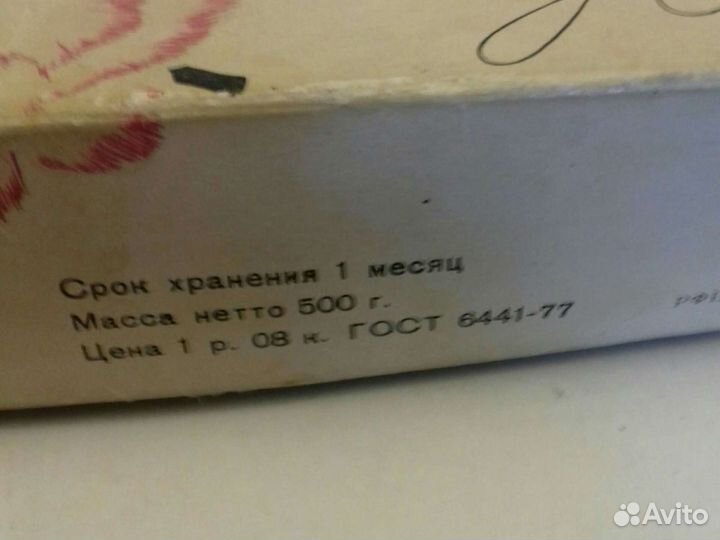 Срок хранения 1 месяц
Масса нетто 500 г.
Цена 1 р. 08 к. ГОСТ 6441-77
Avito